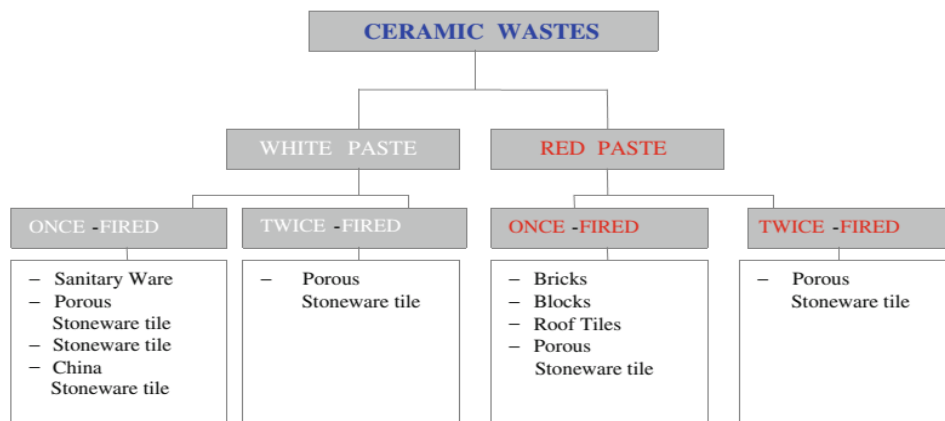 CERAMIC WASTES
WHITE PASTE
RED PASTE
ONCE -FIRED
TWICE -FIRED
ONCE -FIRED
TWICE -FIRED
– Sanitary Ware
– Porous
Stoneware tile
– Stoneware tile
– China
Stoneware tile
– Porous
Stoneware tile
– Bricks
– Blocks
– Roof Tiles
– Porous
Stoneware tile
– Porous
Stoneware tile